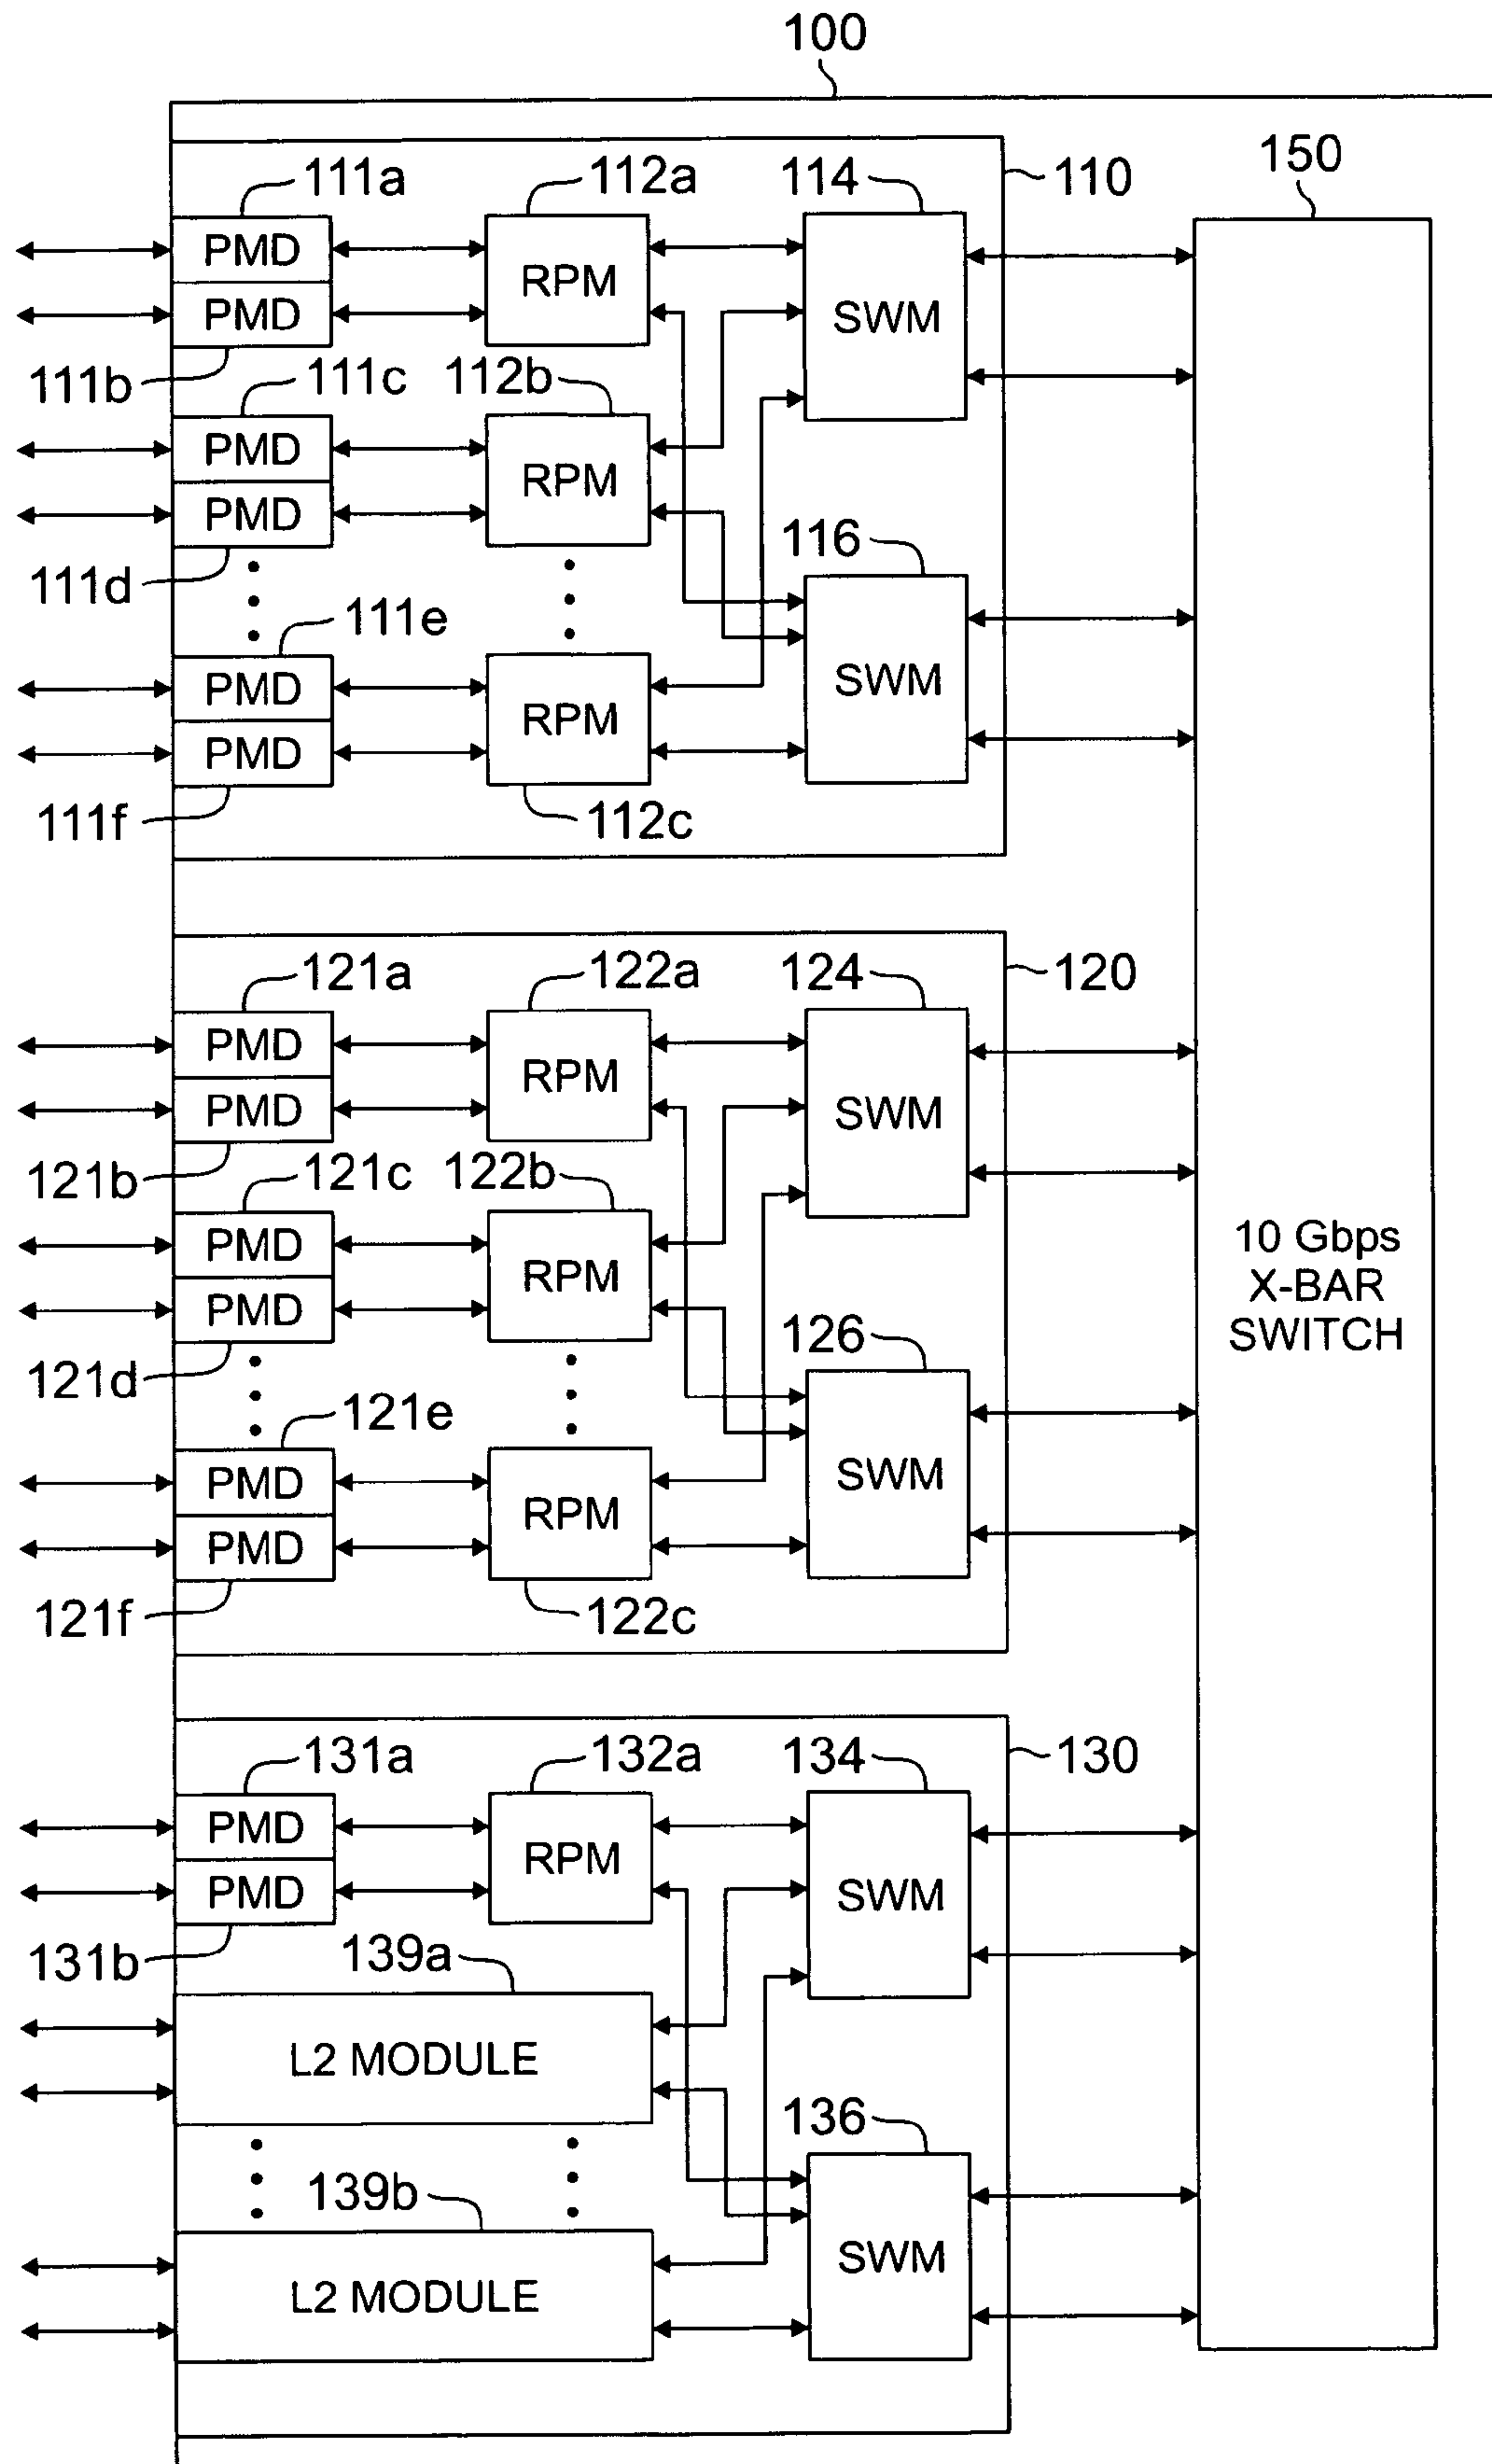 100
150
111a 112a 114 110
PMD
PMD
RPM
SWM
111b 111c 112b
PMD
PMD
RPM
111d
116
111e
PMD
PMD
RPM
SWM
111f 112c
121a 122a 124 120
PMD
PMD
RPM
SWM
121b 121c 122b
PMD
PMD
RPM
10 Gbps
X-BAR
SWITCH
121d
126
121e
PMD
PMD
RPM
SWM
121f 122c
131a 132a 134 130
PMD
PMD
RPM
SWM
131b 139a
L2 MODULE
136
139b
L2 MODULE
SWM